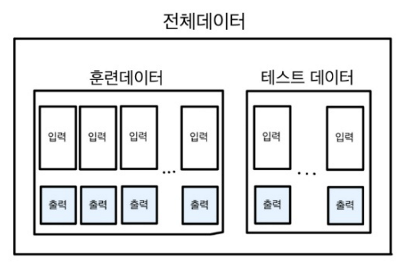 전체데이터
훈련데이터 테스트 데이터
입력 입력 입력 ... 입력 입력 ... 입력
출력 출력 출력 출력 출력 출력